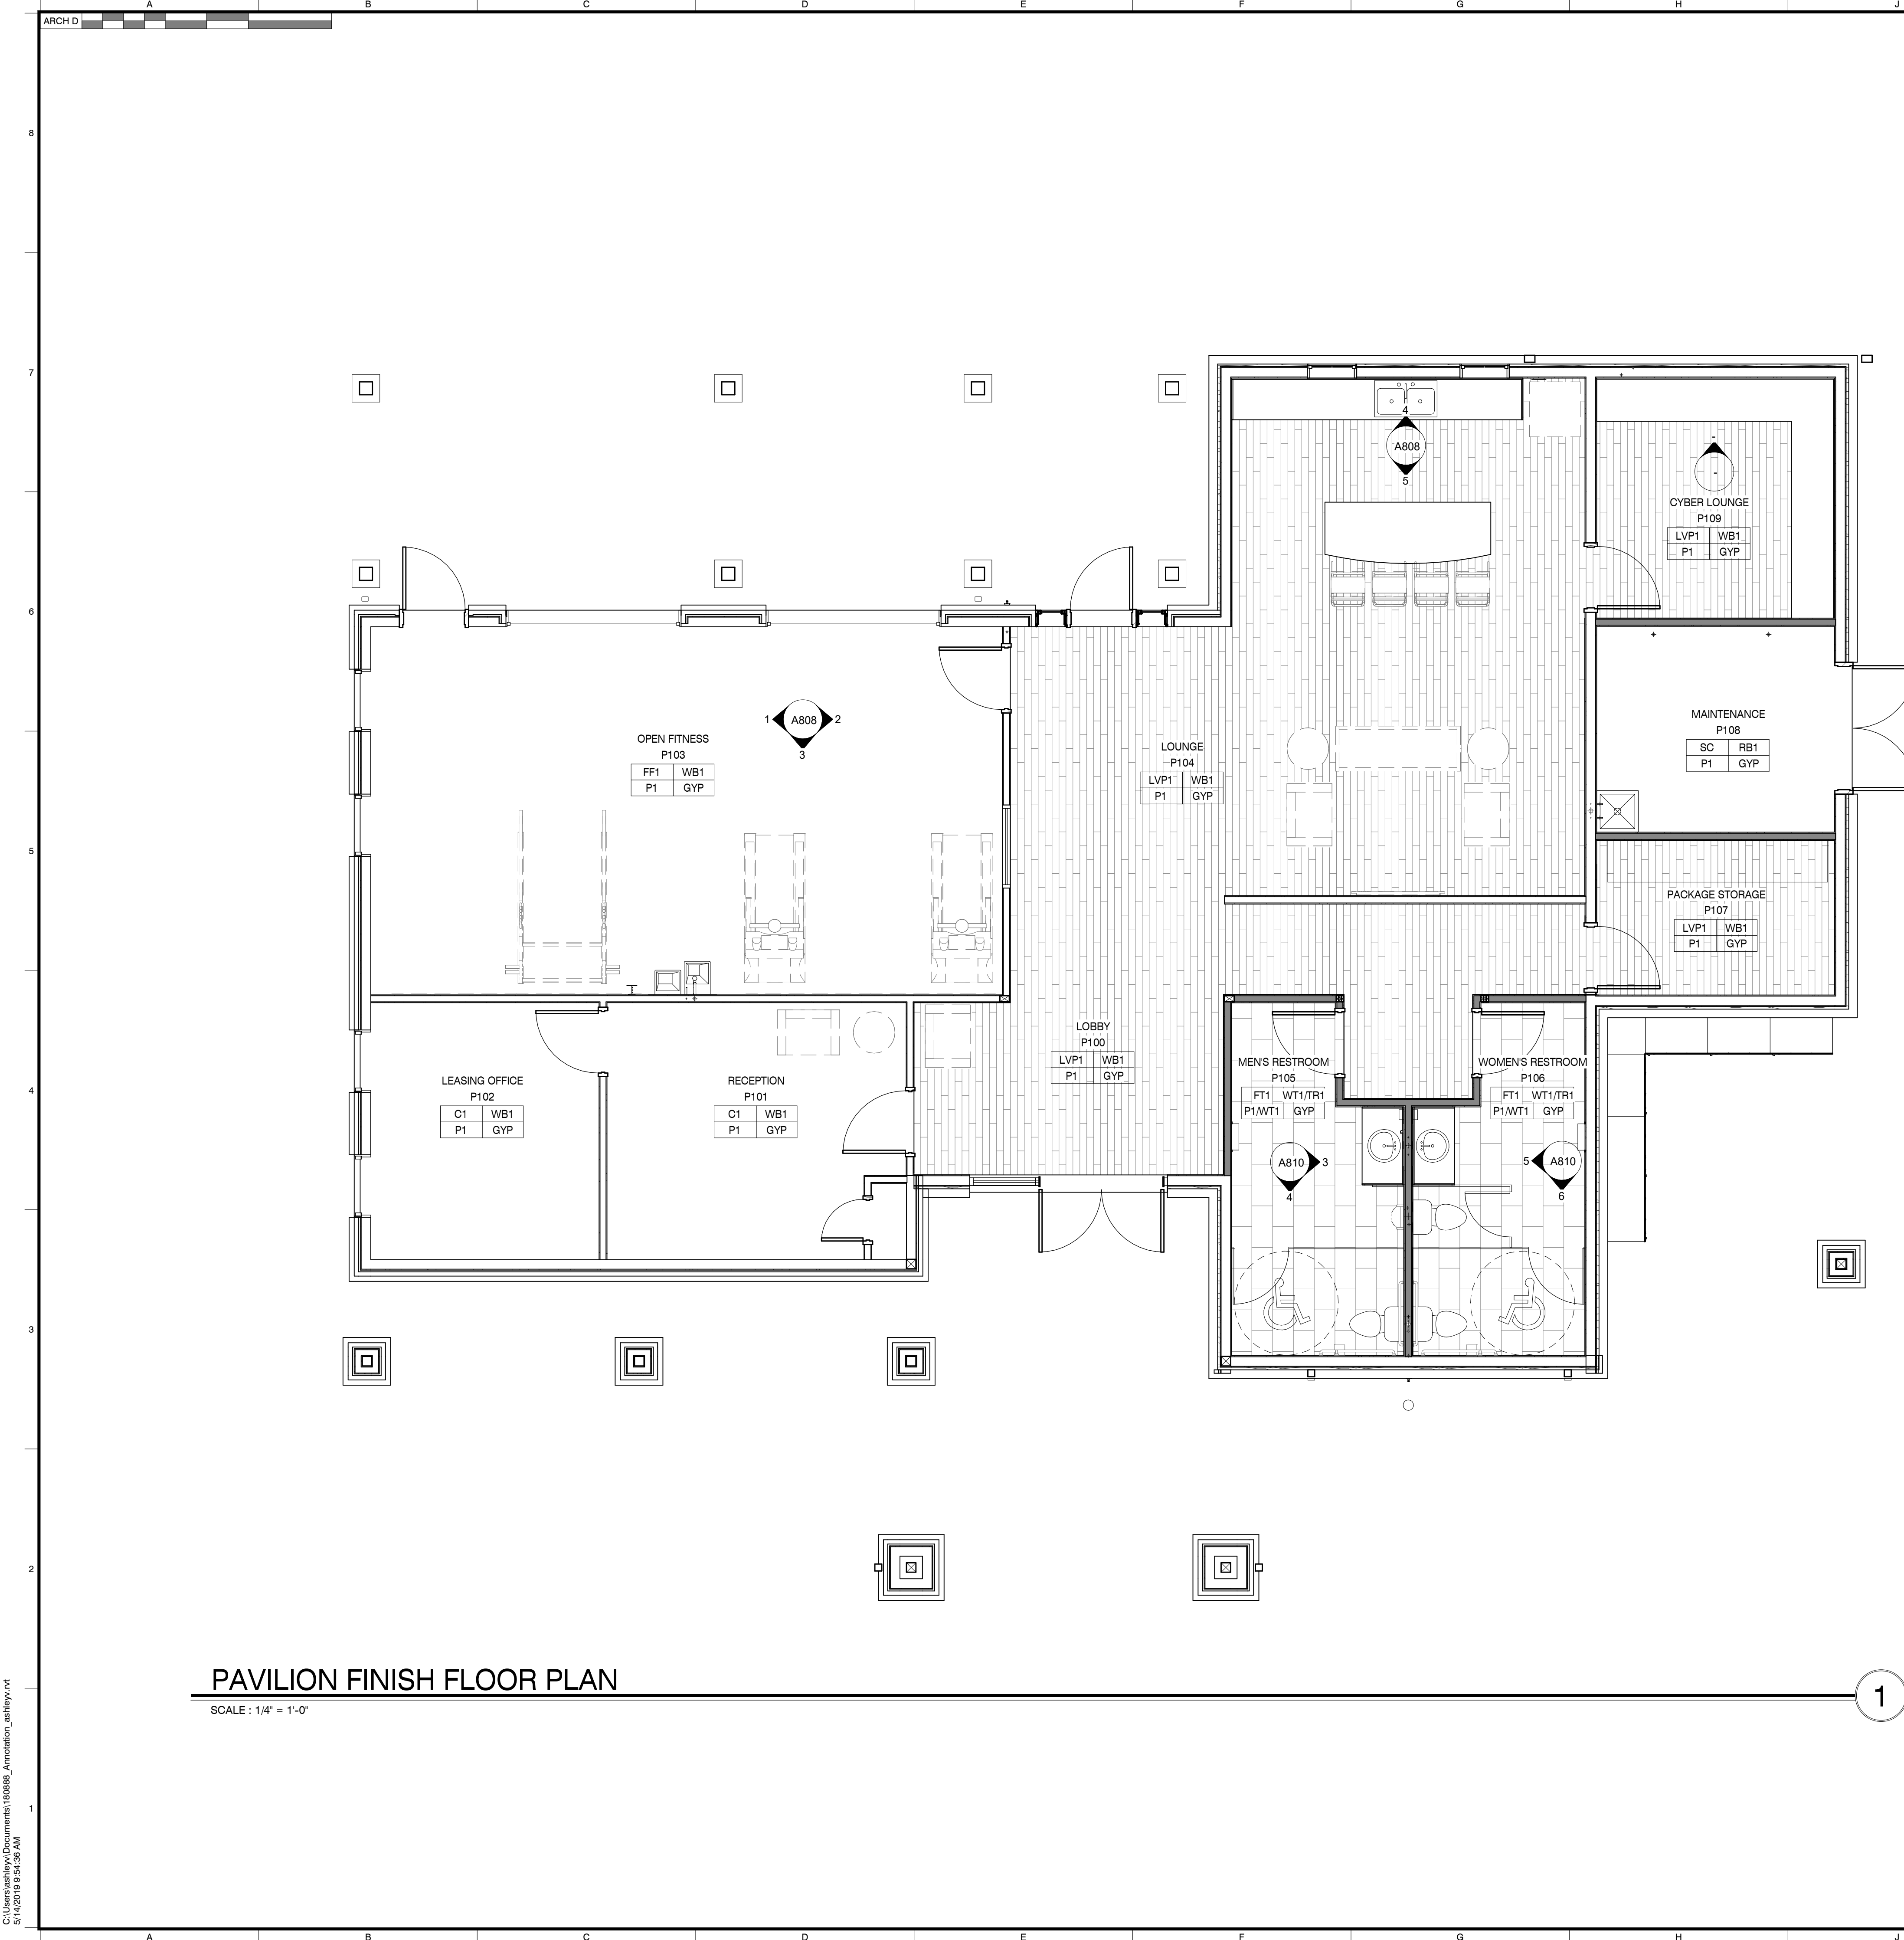 A B C D E F G H J
ARCH D
8
7
6
5
4
3
2
1
4
A808
5
-
-
CYBER LOUNGE
P109
LVP1 WB1
P1 GYP
1 A808 2
3
OPEN FITNESS
P103
FF1 WB1
P1 GYP
LOUNGE
P104
LVP1 WB1
P1 GYP
MAINTENANCE
P108
SC RB1
P1 GYP
PACKAGE STORAGE
P107
LVP1 WB1
P1 GYP
LOBBY
P100
LVP1 WB1
P1 GYP
LEASING OFFICE
P102
C1 WB1
P1 GYP
RECEPTION
P101
C1 WB1
P1 GYP
MEN'S RESTROOM
P105
FT1 WT1/TR1
P1/WT1 GYP
WOMEN'S RESTROOM
P106
FT1 WT1/TR1
P1/WT1 GYP
A810 3
4
5 A810
6
PAVILION FINISH FLOOR PLAN
SCALE : 1/4" = 1'-0"
1
C:\Users\ashleyv\Documents\180888_Annotation_ashleyv.rvt
5/14/2019 9:54:36 AM
A B C D E F G H J